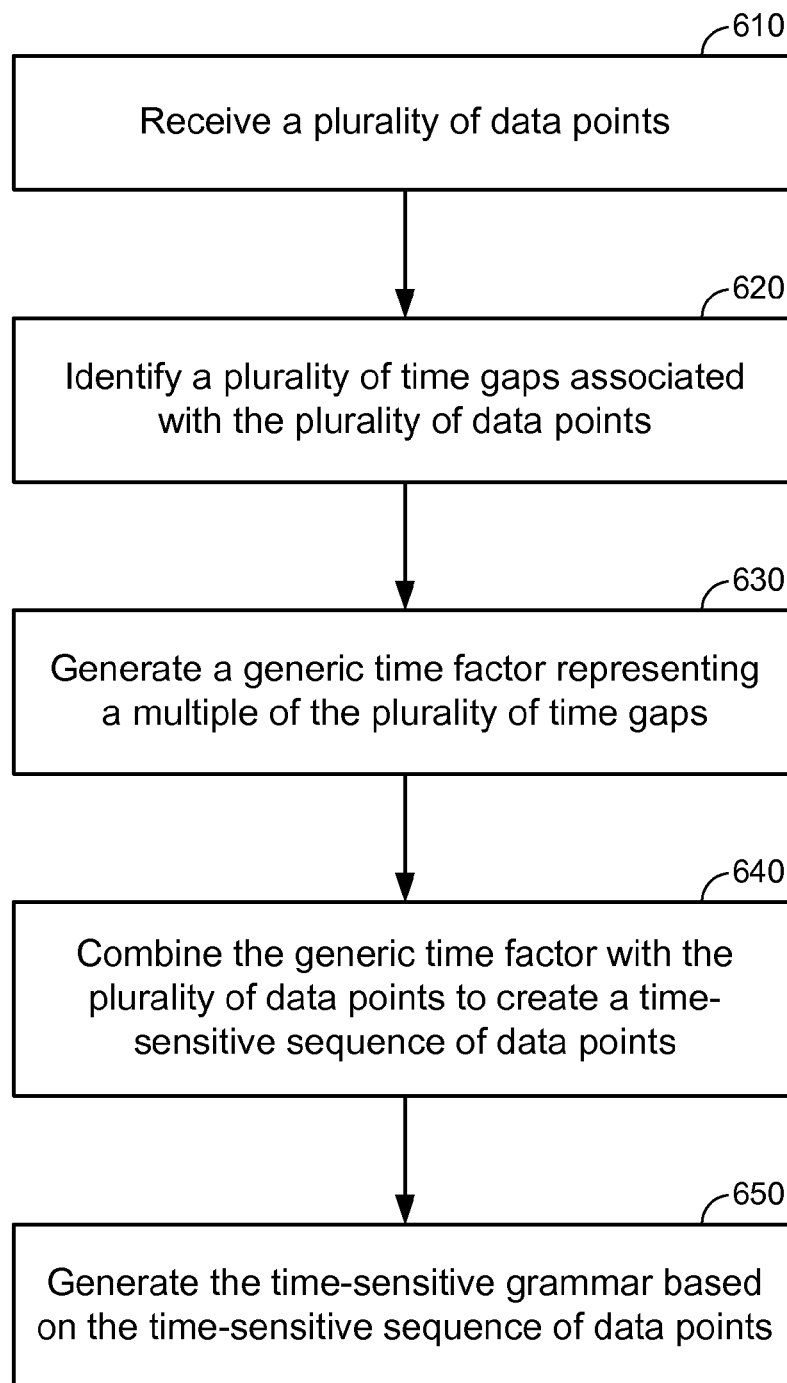 610
Receive a plurality of data points
620
Identify a plurality of time gaps associated
with the plurality of data points
630
Generate a generic time factor representing
a multiple of the plurality of time gaps
640
Combine the generic time factor with the
plurality of data points to create a time-
sensitive sequence of data points
650
Generate the time-sensitive grammar based
on the time-sensitive sequence of data points